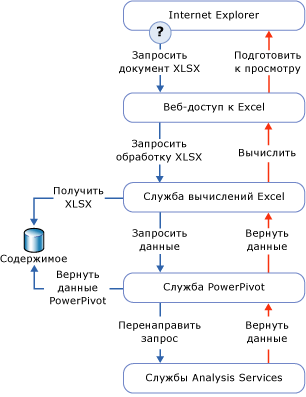 Internet Explorer
?
Запросить
документ XLSX
Подготовить
к просмотру
Веб-доступ к Excel
Запросить
обработку XLSX
Вычислить
Получить
XLSX
Служба вычислений Excel
Содержимое
Запросить
данные
Вернуть
данные
Вернуть
данные
PowerPivot
Служба PowerPivot
Перенаправить
запрос
Вернуть
данные
Службы Analysis Services